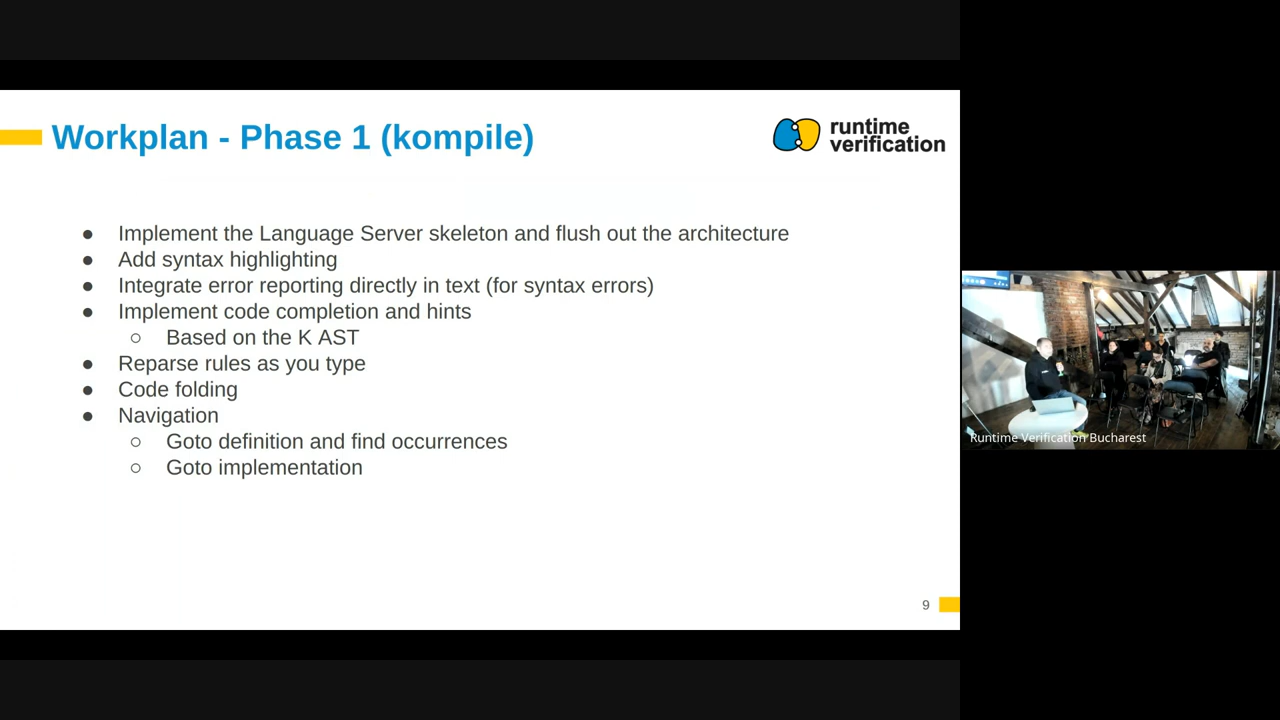 Workplan - Phase 1 (kompile)
runtime
verification
● Implement the Language Server skeleton and flush out the architecture
● Add syntax highlighting
● Integrate error reporting directly in text (for syntax errors)
● Implement code completion and hints
○ Based on the K AST
● Reparse rules as you type
● Code folding
● Navigation
○ Goto definition and find occurrences
○ Goto implementation
9
Runtime Verification Bucharest